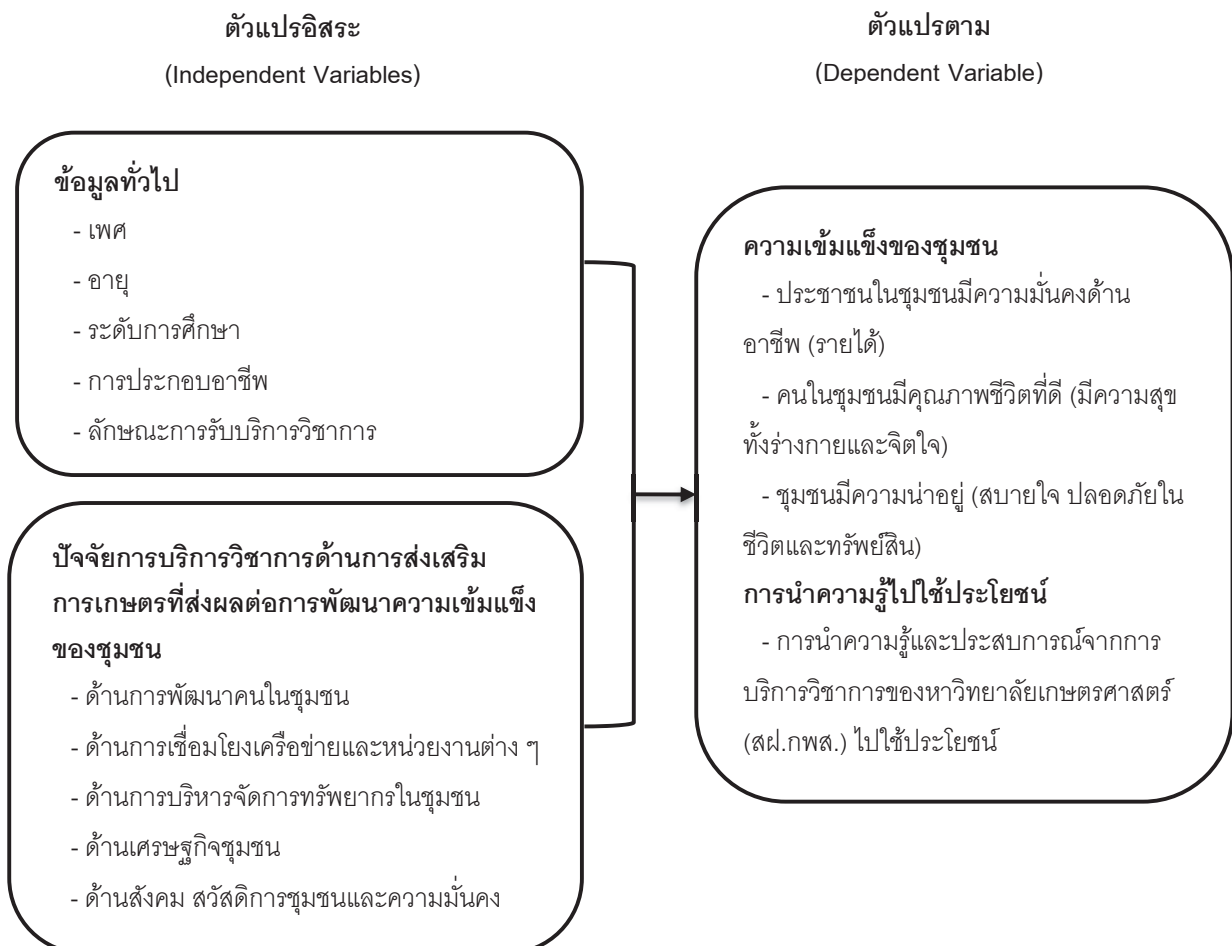 ตัวแปรอิสระ
(Independent Variables)
ข้อมูลทั่วไป
- เพศ
- อายุ
- ระดับการศึกษา
- การประกอบอาชีพ
- ลักษณะการรับบริการวิชาการ
ปัจจัยการบริการวิชาการด้านการส่งเสริม
การเกษตรที่ส่งผลต่อการพัฒนาความเข้มแข็ง
ของชุมชน
- ด้านการพัฒนาคนในชุมชน
- ด้านการเชื่อมโยงเครือข่ายและหน่วยงานต่าง ๆ
- ด้านการบริหารจัดการทรัพยากรในชุมชน
- ด้านเศรษฐกิจชุมชน
- ด้านสังคม สวัสดิการชุมชนและความมั่นคง
ตัวแปรตาม
(Dependent Variable)
ความเข้มแข็งของชุมชน
- ประชาชนในชุมชนมีความมั่นคงด้าน
อาชีพ (รายได้)
- คนในชุมชนมีคุณภาพชีวิตที่ดี (มีความสุข
ทั้งร่างกายและจิตใจ)
- ชุมชนมีความน่าอยู่ (สบายใจ ปลอดภัยใน
ชีวิตและทรัพย์สิน)
การนำความรู้ไปใช้ประโยชน์
- การนำความรู้และประสบการณ์จากการ
บริการวิชาการของหาวิทยาลัยเกษตรศาสตร์
(สฝ.กพส.) ไปใช้ประโยชน์